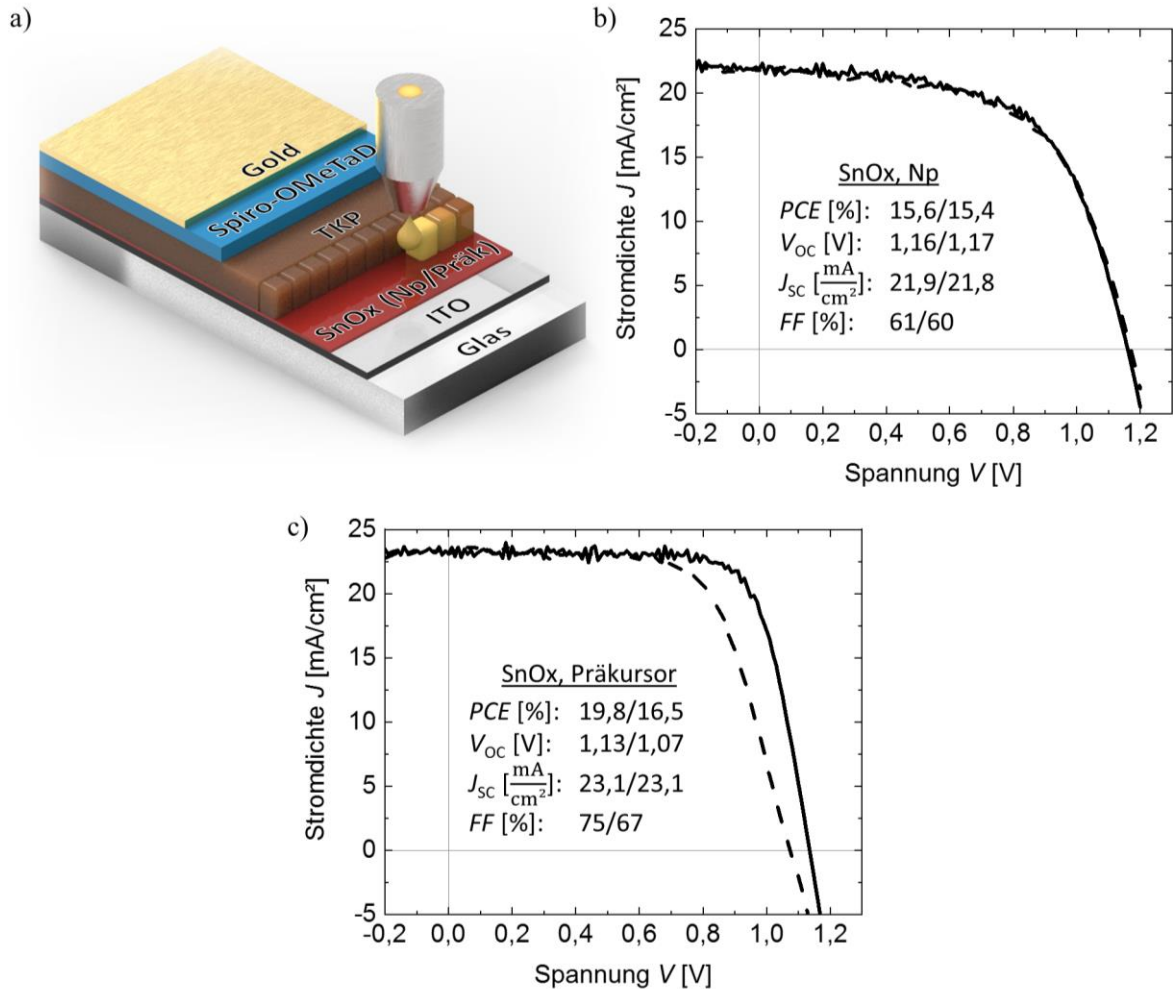 a)
Gold
Spiro-OMeTaD
TKP
SnOx (Np/Präk)
ITO
Glas
b)
25
20
15
10
5
0
-5
Stromdichte J [mA/cm²]
SnOx, Np
PCE [%]: 15,6/15,4
V_OC [V]: 1,16/1,17
J_SC [mA/cm²]: 21,9/21,8
FF [%]: 61/60
-0,2 0,0 0,2 0,4 0,6 0,8 1,0 1,2
Spannung V [V]
c)
25
20
15
10
5
0
-5
Stromdichte J [mA/cm²]
SnOx, Präkursor
PCE [%]: 19,8/16,5
V_OC [V]: 1,13/1,07
J_SC [mA/cm²]: 23,1/23,1
FF [%]: 75/67
-0,2 0,0 0,2 0,4 0,6 0,8 1,0 1,2
Spannung V [V]